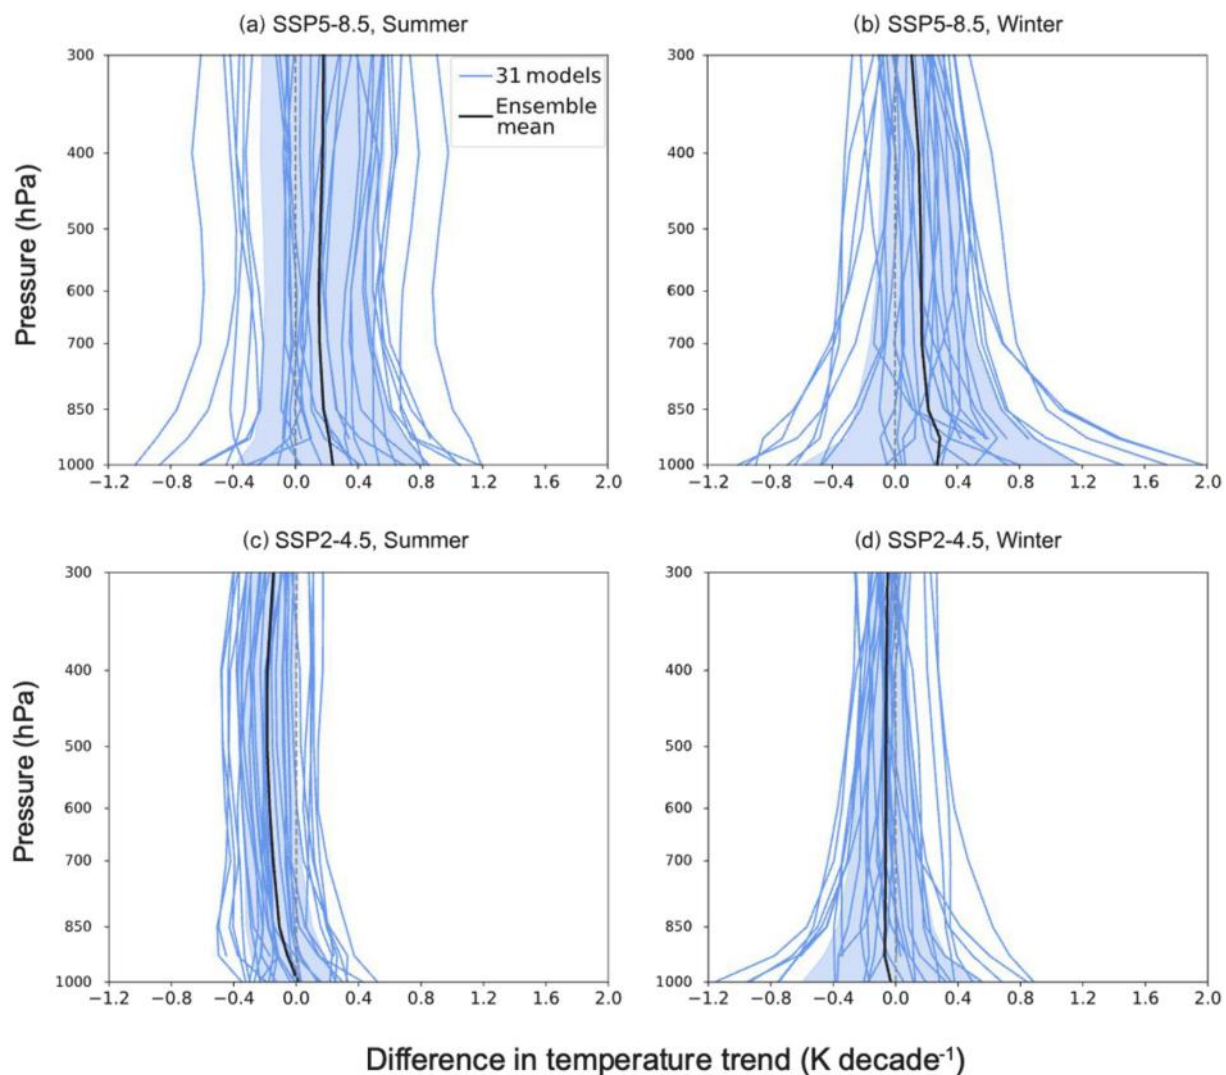 (a) SSP5-8.5, Summer
(b) SSP5-8.5, Winter
300
400
500
600
700
850
1000
Pressure (hPa)
31 models
Ensemble
mean
−1.2 −0.8 −0.4 0.0 0.4 0.8 1.2 1.6 2.0
300
400
500
600
700
850
1000
−1.2 −0.8 −0.4 0.0 0.4 0.8 1.2 1.6 2.0
(c) SSP2-4.5, Summer
(d) SSP2-4.5, Winter
300
400
500
600
700
850
1000
Pressure (hPa)
−1.2 −0.8 −0.4 0.0 0.4 0.8 1.2 1.6 2.0
300
400
500
600
700
850
1000
−1.2 −0.8 −0.4 0.0 0.4 0.8 1.2 1.6 2.0
Difference in temperature trend (K decade⁻¹)